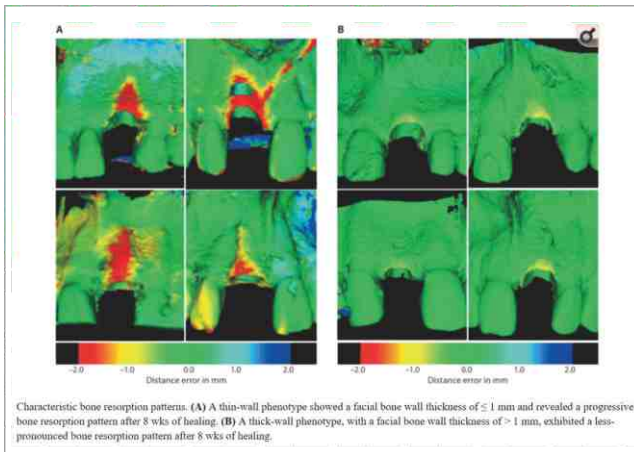 A
B
−2.0 −1.0 0.0 1.0 2.0
Distance error in mm
−2.0 −1.0 0.0 1.0 2.0
Distance error in mm
Characteristic bone resorption patterns. (A) A thin-wall phenotype showed a facial bone wall thickness of ≤ 1 mm and revealed a progressive
bone resorption pattern after 8 wks of healing. (B) A thick-wall phenotype, with a facial bone wall thickness of > 1 mm, exhibited a less-
pronounced bone resorption pattern after 8 wks of healing.